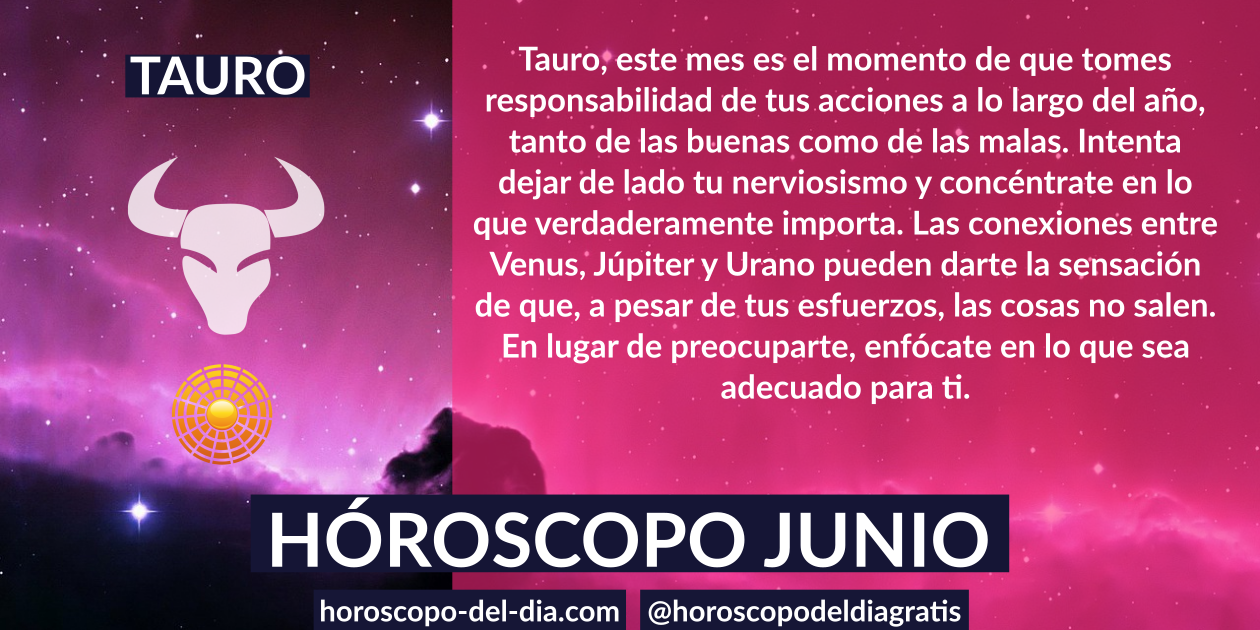 TAURO
Tauro, este mes es el momento de que tomes
responsabilidad de tus acciones a lo largo del año,
tanto de las buenas como de las malas. Intenta
dejar de lado tu nerviosismo y concéntrate en lo
que verdaderamente importa. Las conexiones entre
Venus, Júpiter y Urano pueden darte la sensación
de que, a pesar de tus esfuerzos, las cosas no salen.
En lugar de preocuparte, enfócate en lo que sea
adecuado para ti.
HÓROSCOPO JUNIO
horoscopo-del-dia.com
@horoscopodeldiagratis